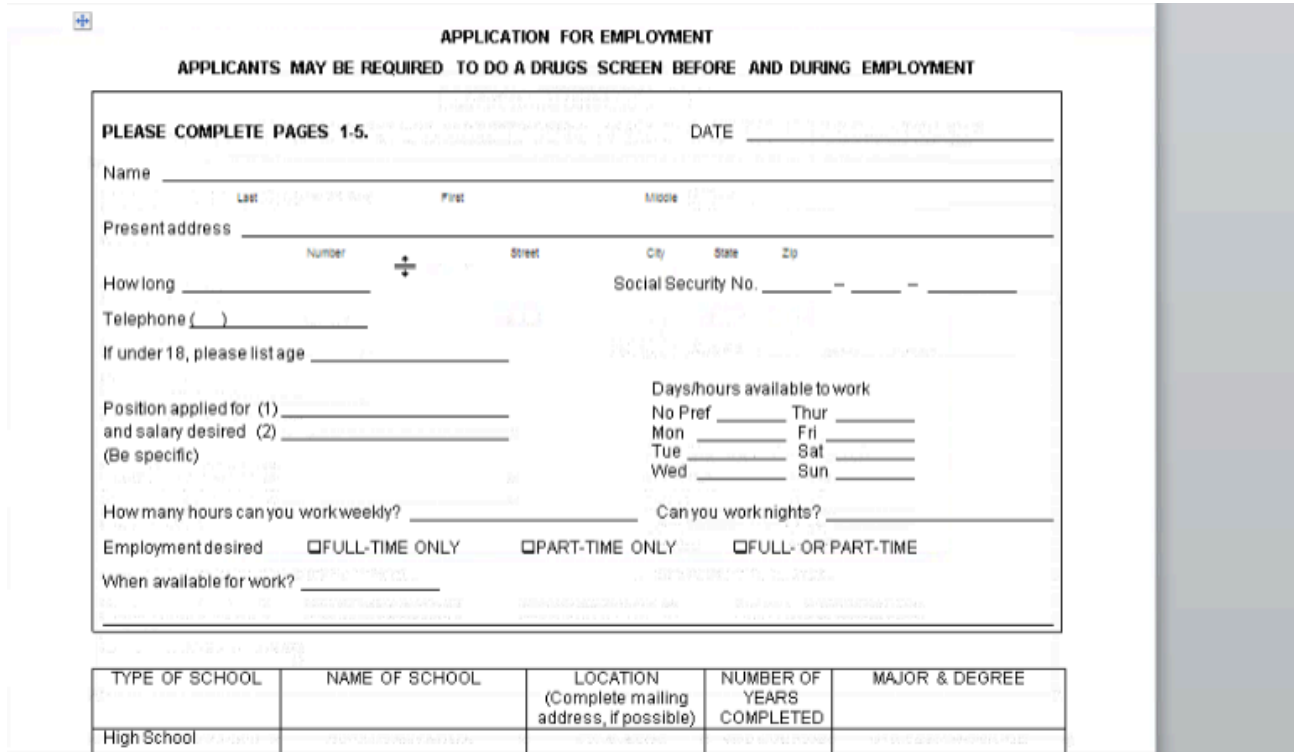 APPLICATION FOR EMPLOYMENT
APPLICANTS MAY BE REQUIRED TO DO A DRUGS SCREEN BEFORE AND DURING EMPLOYMENT
PLEASE COMPLETE PAGES 1-5. DATE
Name
Last First Middle
Present address
Number Street City State Zip
How long Social Security No. – –
Telephone ( )
If under 18, please list age
Days/hours available to work
Position applied for (1) No Pref Thur
and salary desired (2) Mon Fri
(Be specific) Tue Sat
Wed Sun
How many hours can you work weekly? Can you work nights?
Employment desired ❏FULL-TIME ONLY ❏PART-TIME ONLY ❏FULL- OR PART-TIME
When available for work?
TYPE OF SCHOOL NAME OF SCHOOL LOCATION NUMBER OF MAJOR & DEGREE
(Complete mailing YEARS
address, if possible) COMPLETED
High School